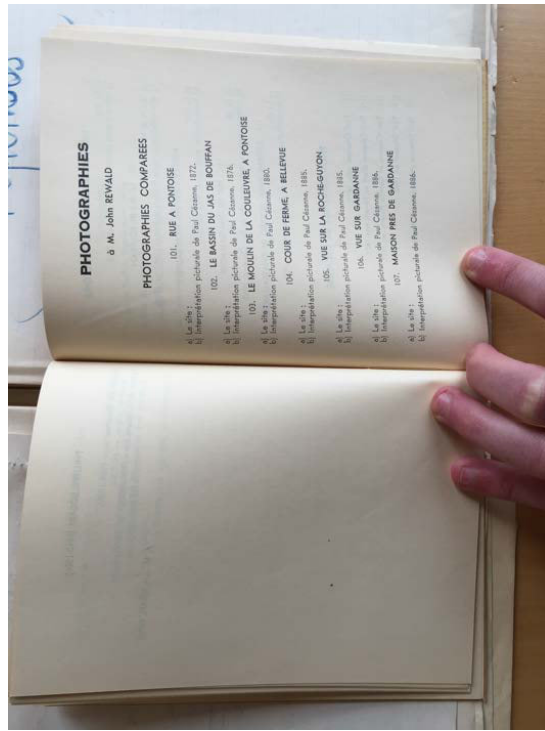 PHOTOGRAPHIES
à M. John REWALD
PHOTOGRAPHIES COMPAREES
101. RUE A PONTOISE
a) Le site :
b) Interprétation picturale de Paul Cézanne, 1872.
102. LE BASSIN DU JAS DE BOUFFAN
a) Le site :
b) Interprétation picturale de Paul Cézanne, 1876.
103. LE MOULIN DE LA COULEUVRE, A PONTOISE
a) Le site :
b) Interprétation picturale de Paul Cézanne, 1880.
104. COUR DE FERME, A BELLEVUE
a) Le site :
b) Interprétation picturale de Paul Cézanne, 1885.
105. VUE SUR LA ROCHE-GUYON
a) Le site :
b) Interprétation picturale de Paul Cézanne, 1885.
106. VUE SUR GARDANNE
a) Le site :
b) Interprétation picturale de Paul Cézanne, 1886.
107. MAISON PRES DE GARDANNE
a) Le site :
b) Interprétation picturale de Paul Cézanne, 1886.